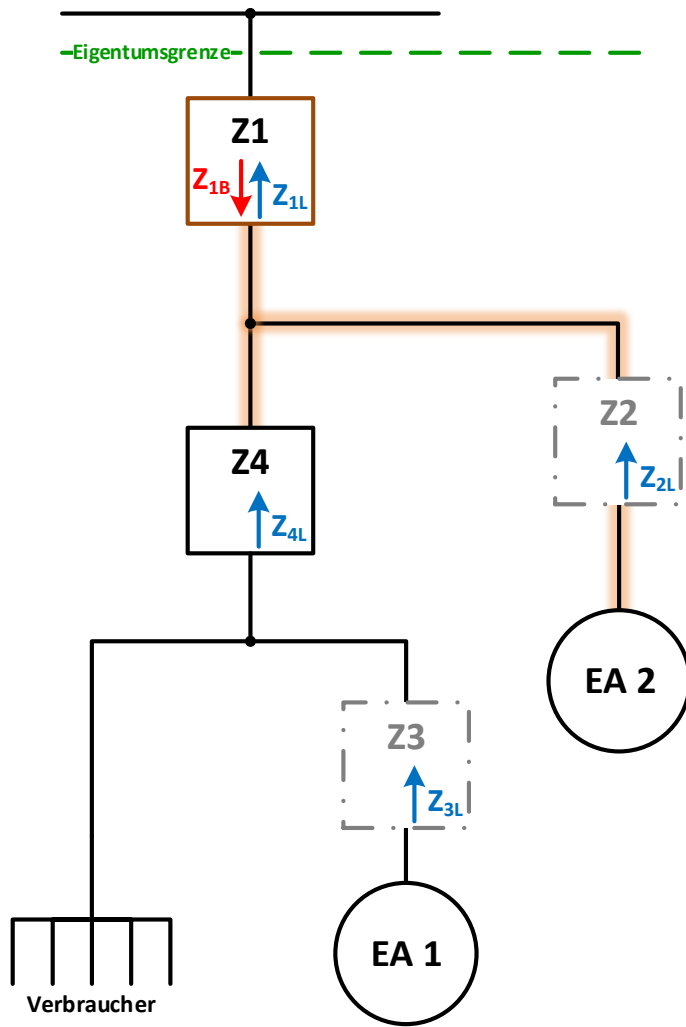 Eigentumsgrenze
Z1
Z1B
Z1L
Z2
Z2L
Z4
Z4L
EA 2
Z3
Z3L
EA 1
Verbraucher